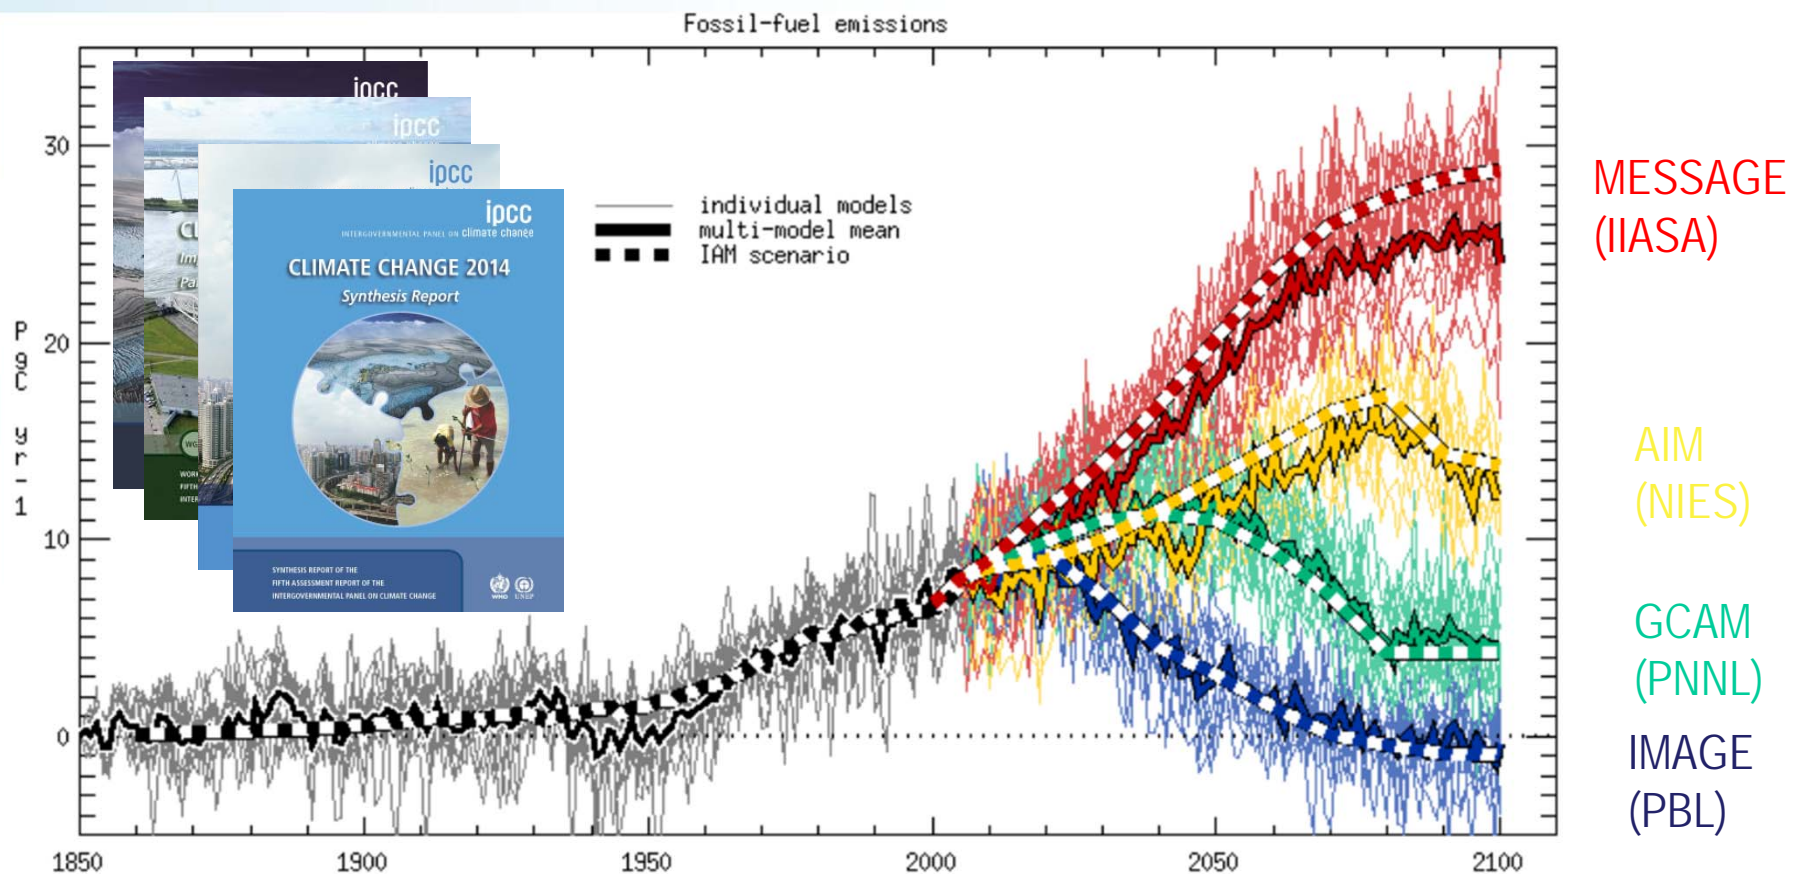 Fossil-fuel emissions
30
20
10
0
PgC yr-1
1850
1900
1950
2000
2050
2100
individual models
multi-model mean
IAM scenario
ipcc
ipcc
ipcc
ipcc
INTERGOVERNMENTAL PANEL ON climate change
CLIMATE CHANGE 2014
Synthesis Report
SYNTHESIS REPORT OF THE
FIFTH ASSESSMENT REPORT OF THE
INTERGOVERNMENTAL PANEL ON CLIMATE CHANGE
WMO
UNEP
MESSAGE
(IIASA)
AIM
(NIES)
GCAM
(PNNL)
IMAGE
(PBL)